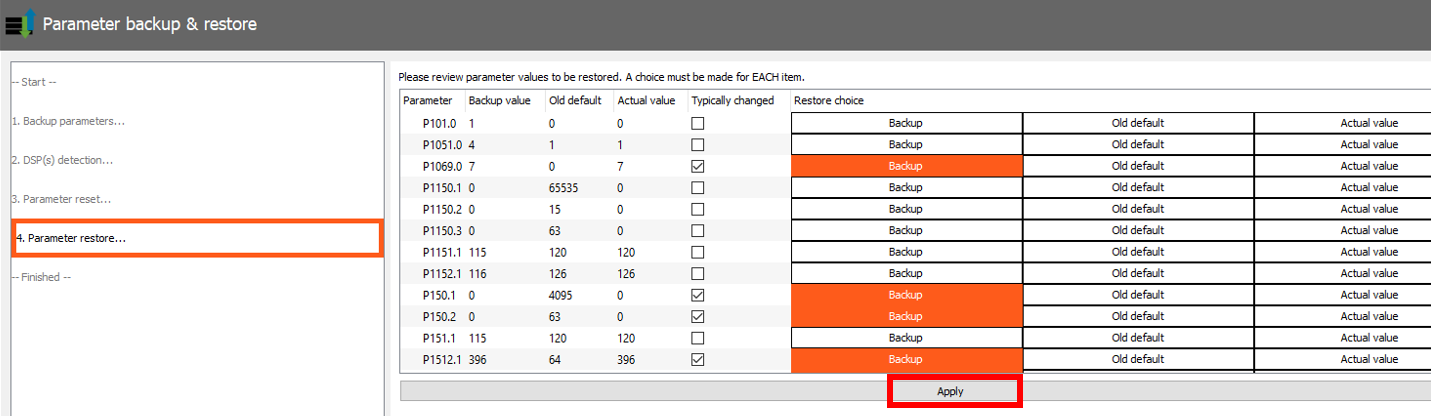 Parameter backup & restore
-- Start --
1. Backup parameters...
2. DSP(s) detection...
3. Parameter reset...
4. Parameter restore...
-- Finished --
Please review parameter values to be restored. A choice must be made for EACH item.
Parameter Backup value Old default Actual value Typically changed Restore choice
P101.0 1 0 0 Backup Old default Actual value
P1051.0 4 1 1 Backup Old default Actual value
P1069.0 7 0 7 Backup Old default Actual value
P1150.1 0 65535 0 Backup Old default Actual value
P1150.2 0 15 0 Backup Old default Actual value
P1150.3 0 63 0 Backup Old default Actual value
P1151.1 115 120 120 Backup Old default Actual value
P1152.1 116 126 126 Backup Old default Actual value
P150.1 0 4095 0 Backup Old default Actual value
P150.2 0 63 0 Backup Old default Actual value
P151.1 115 120 120 Backup Old default Actual value
P1512.1 396 64 396 Backup Old default Actual value
Apply